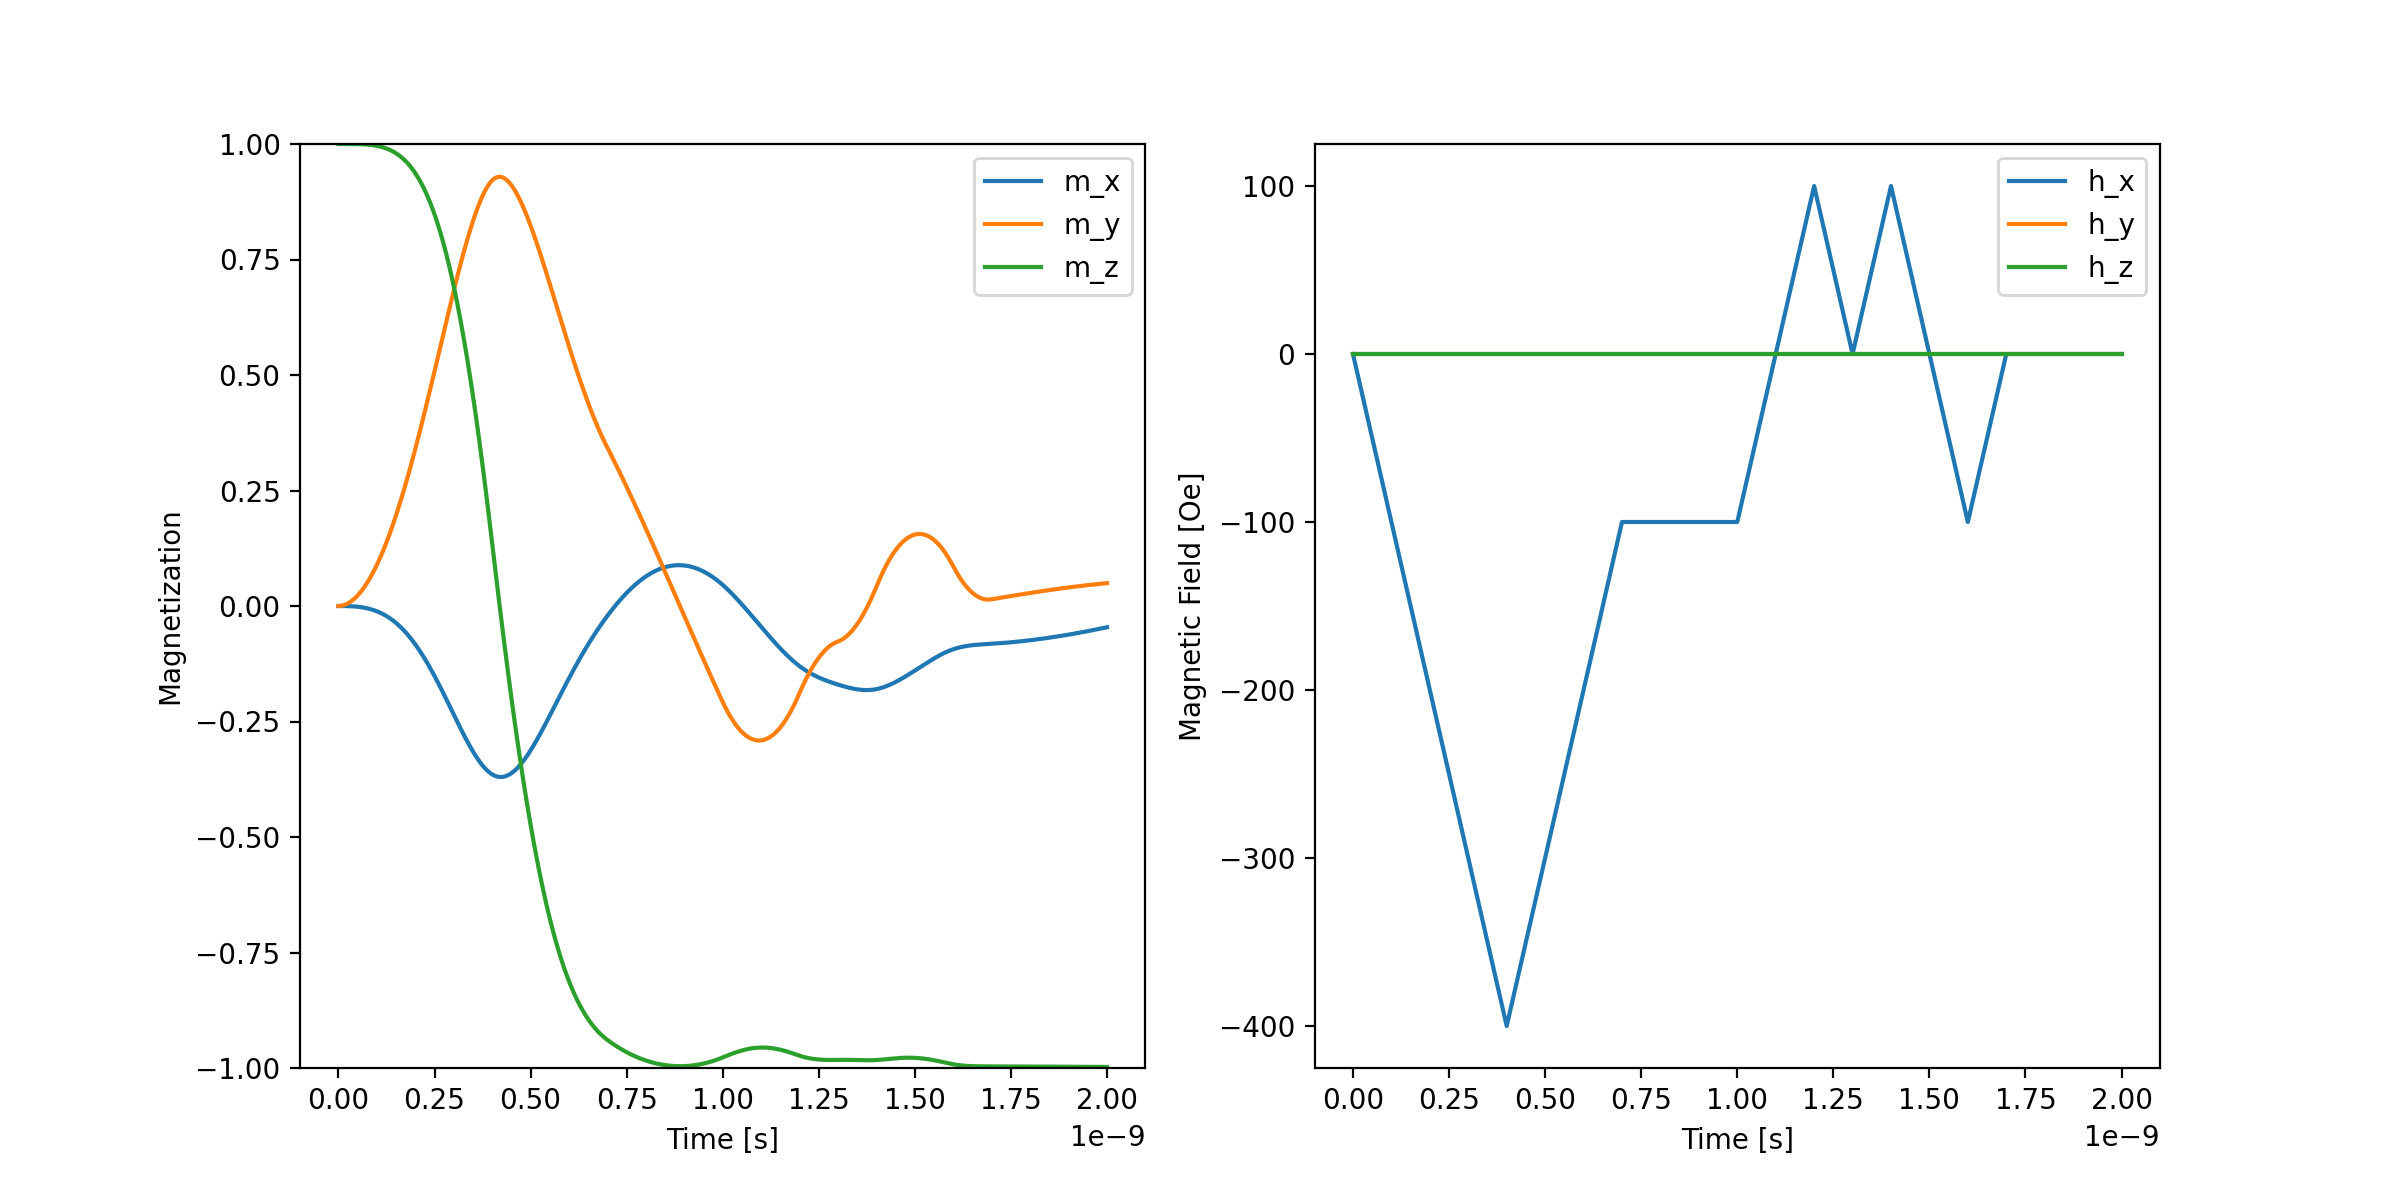 1.00
0.75
0.50
0.25
0.00
−0.25
−0.50
−0.75
−1.00
Magnetization
m_x
m_y
m_z
0.00 0.25 0.50 0.75 1.00 1.25 1.50 1.75 2.00
Time [s]
1e−9
100
0
−100
−200
−300
−400
Magnetic Field [Oe]
h_x
h_y
h_z
0.00 0.25 0.50 0.75 1.00 1.25 1.50 1.75 2.00
Time [s]
1e−9